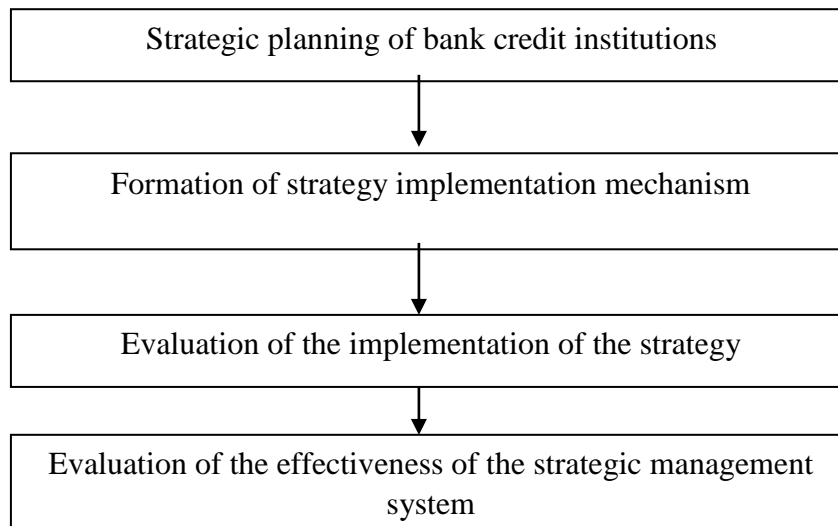 Strategic planning of bank credit institutions
Formation of strategy implementation mechanism
Evaluation of the implementation of the strategy
Evaluation of the effectiveness of the strategic management
system